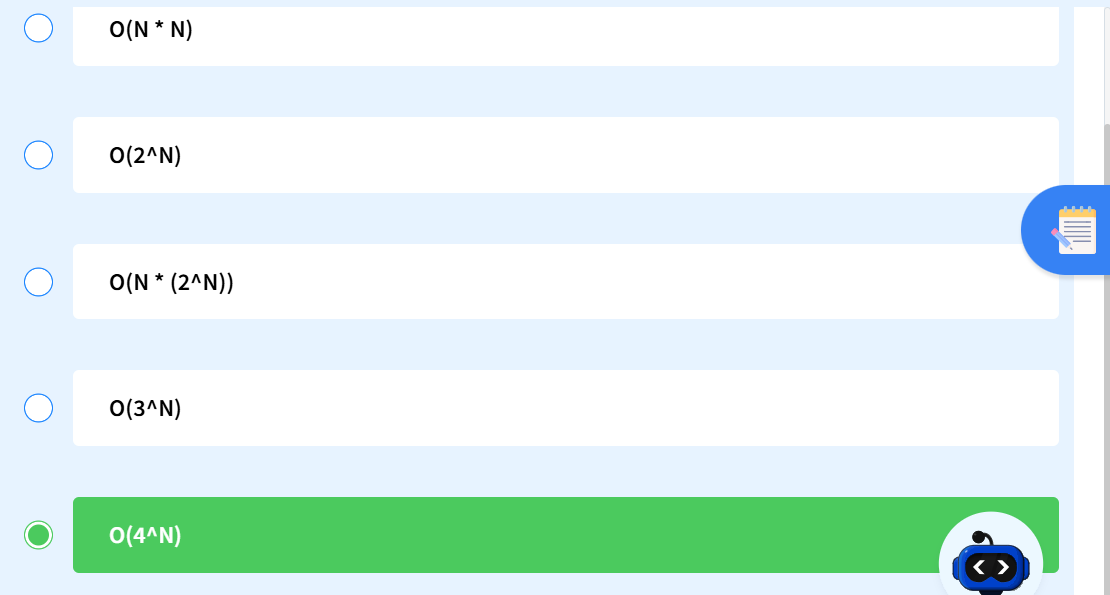 O(N * N)
O(2^N)
O(N * (2^N))
O(3^N)
O(4^N)